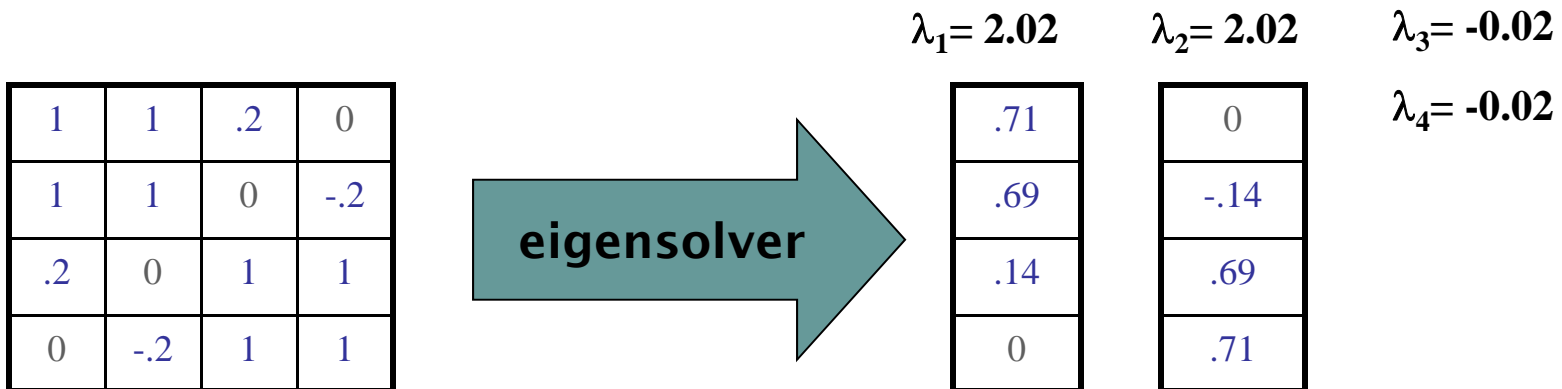 λ1= 2.02 λ2= 2.02 λ3= -0.02
λ4= -0.02
1 1 .2 0
1 1 0 -.2
.2 0 1 1
0 -.2 1 1
eigensolver
.71
.69
.14
0
0
-.14
.69
.71